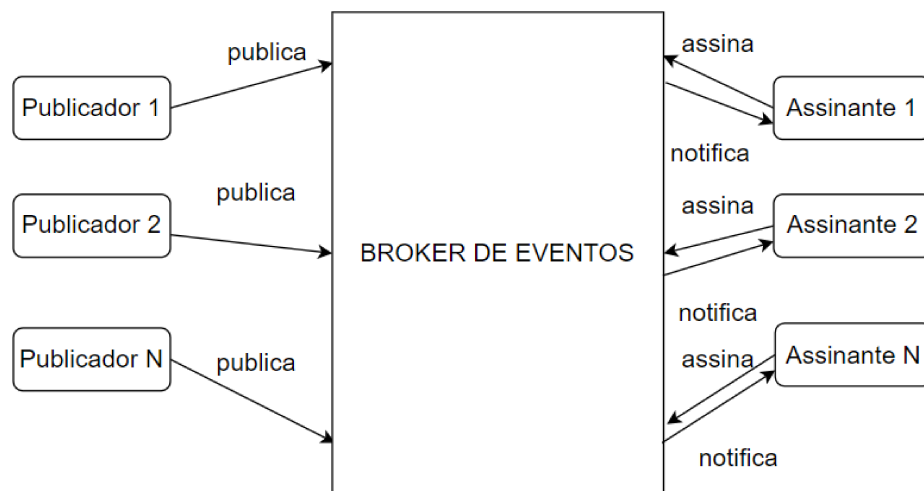 publica
assina
Publicador 1
Assinante 1
notifica
publica
assina
Publicador 2
Assinante 2
BROKER DE EVENTOS
notifica
Publicador N
publica
assina
Assinante N
notifica